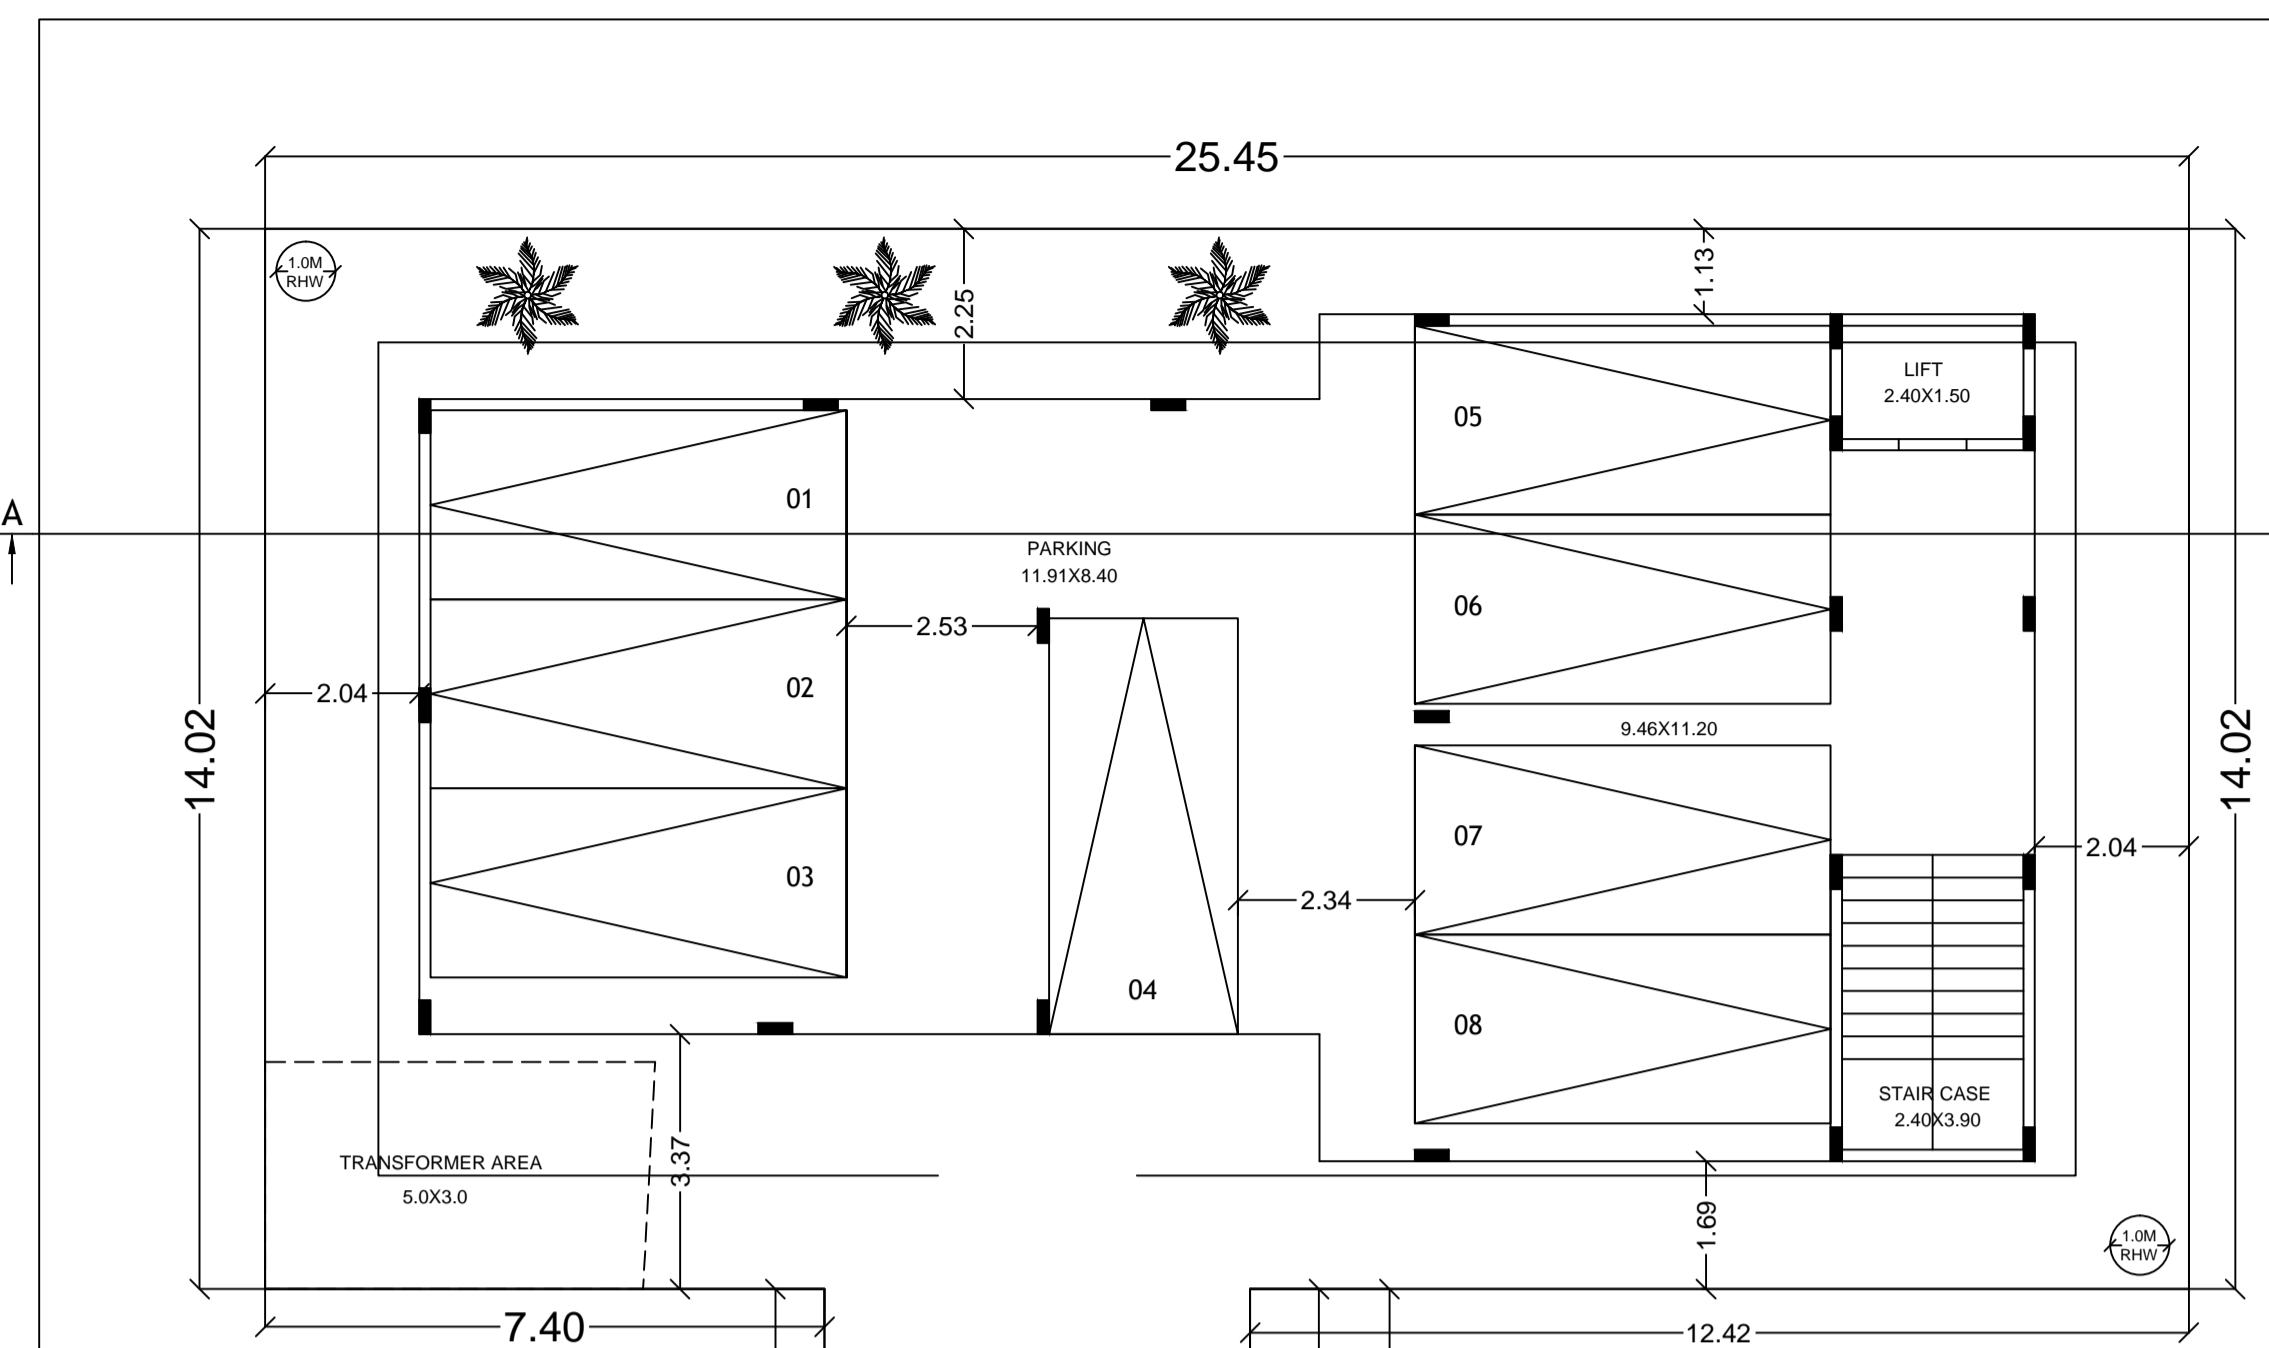 25.45
1.0M
RHW
2.25
1.13
LIFT
2.40X1.50
05
01
A
PARKING
11.91X8.40
06
2.53
02
2.04
9.46X11.20
14.02
14.02
07
2.04
03
2.34
04
08
STAIR CASE
2.40X3.90
TRANSFORMER AREA
5.0X3.0
3.37
1.69
1.0M
RHW
7.40
12.42